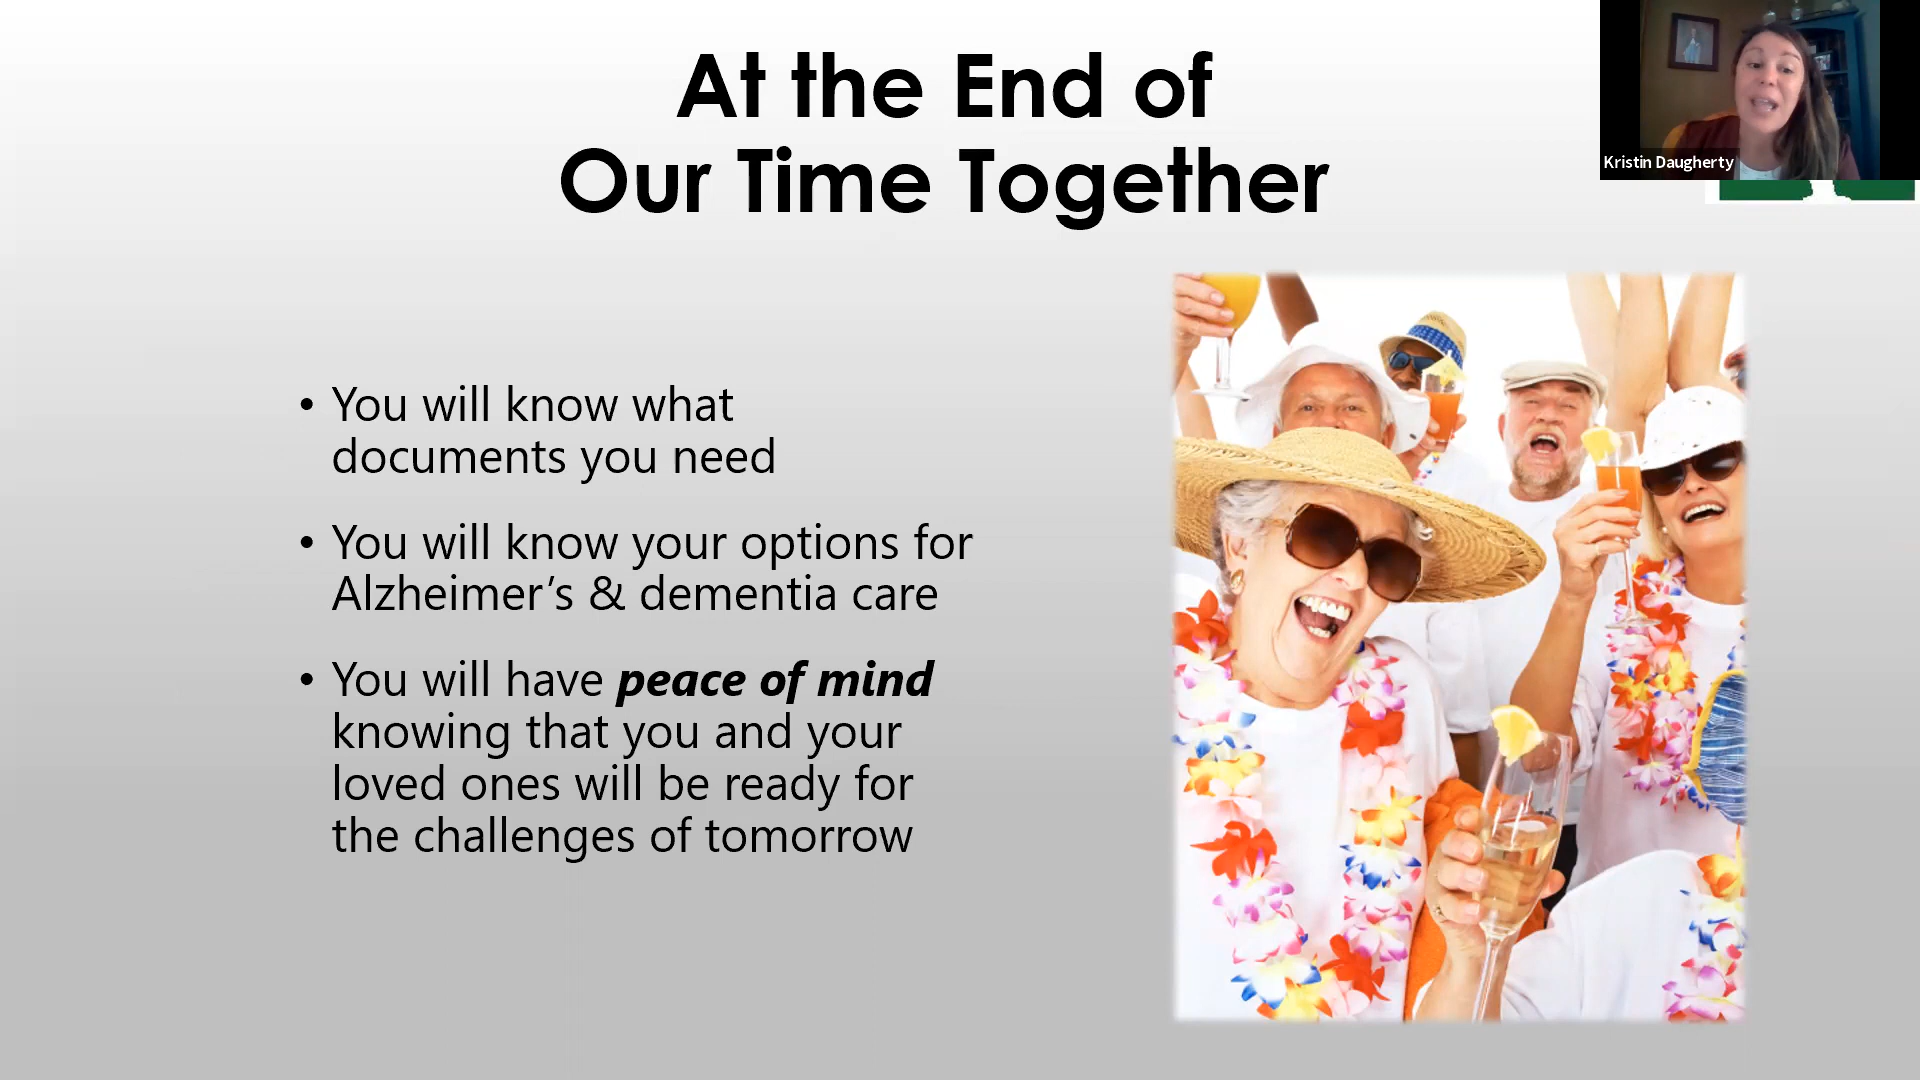 At the End of
Our Time Together
Kristin Daugherty
• You will know what
documents you need
• You will know your options for
Alzheimer’s & dementia care
• You will have peace of mind
knowing that you and your
loved ones will be ready for
the challenges of tomorrow